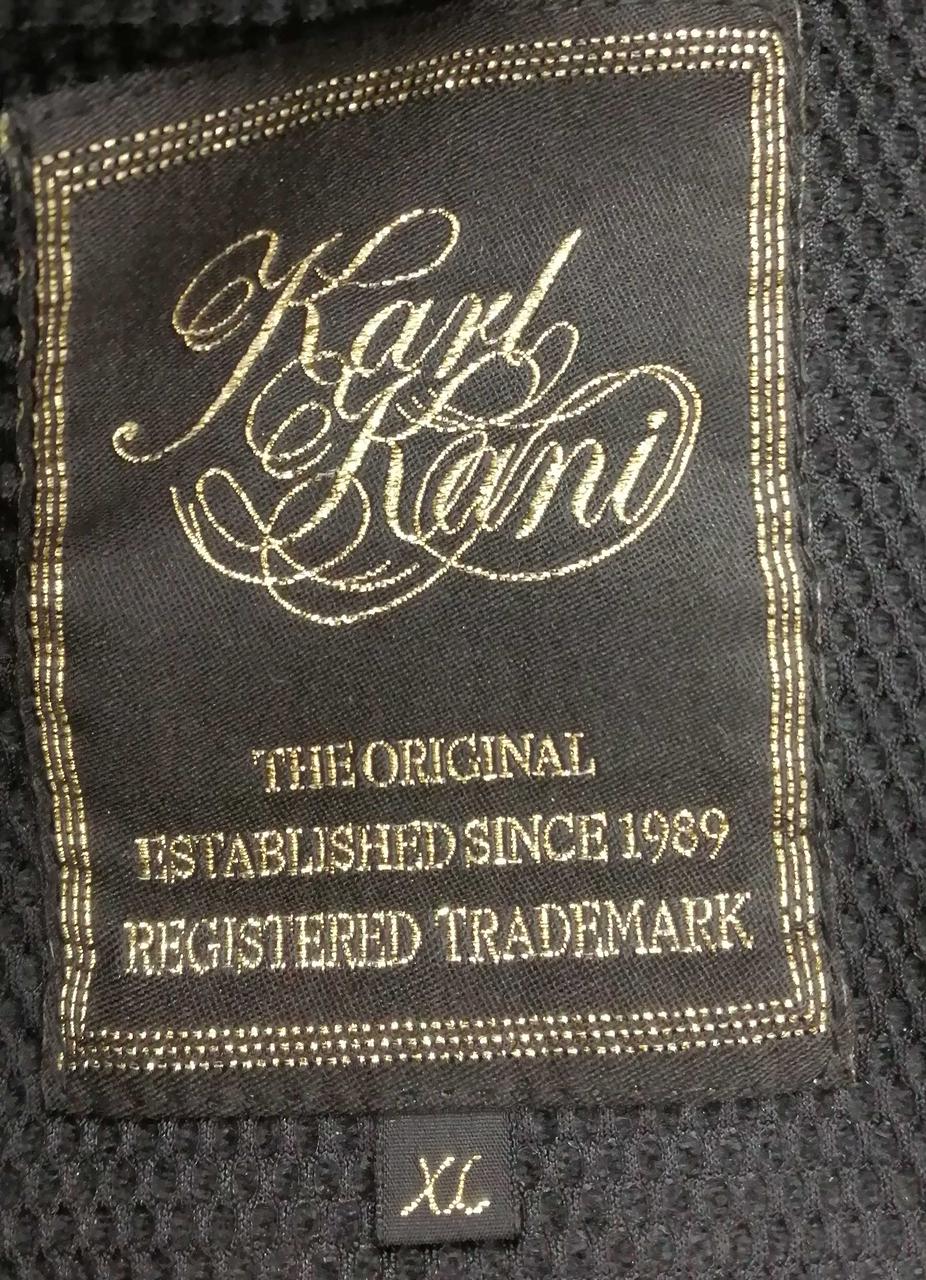 Karl
Kani
THE ORIGINAL
ESTABLISHED SINCE 1989
REGISTERED TRADEMARK
XL